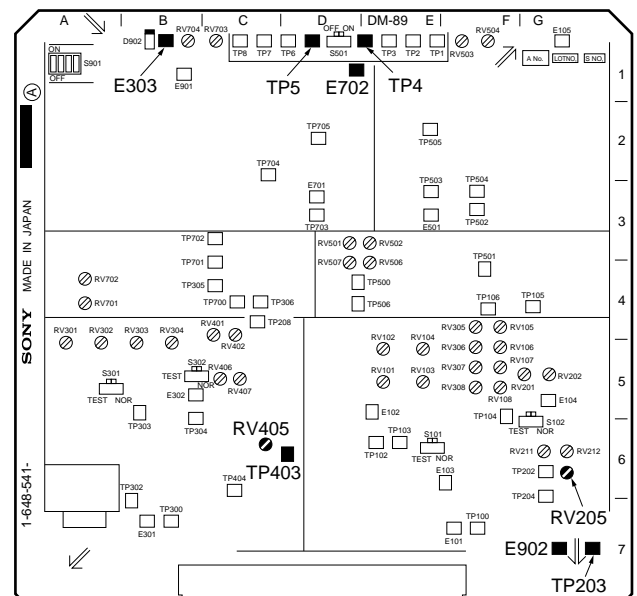 A B C D DM-89 E F G
D902 RV704 RV703 OFF ON RV504 E105
TP8 TP7 TP6 S501 TP3 TP2 TP1 RV503
ON S901 OFF
A No. LOTNO. S NO.
E303 E901 TP5 E702 TP4 1
A
TP705 TP505 2
TP704
E701 TP503 TP504
TP703 E501 TP502 3
TP702 RV501 RV502
TP701 RV507 RV506 TP501
RV702 TP305 TP500
RV701 TP700 TP306 TP506 TP106 TP105 4
TP208
RV301 RV302 RV303 RV304 RV401 RV402 RV305 RV105
RV102 RV104 RV306 RV106
S302 RV307 RV107
S301 TEST NOR RV406 RV407 RV101 RV103 RV308 RV201 RV202 5
TEST NOR E302 RV108 E104
TP303 TP304 E102 TP104 S102
TEST NOR
RV405 S101
TP102 TP103 TEST NOR RV211 RV212 6
TP403 E103 TP202
TP302 TP404 TP204
RV205
E301 TP300 E101 TP100
E902 7
TP203
SONY MADE IN JAPAN
1-648-541-